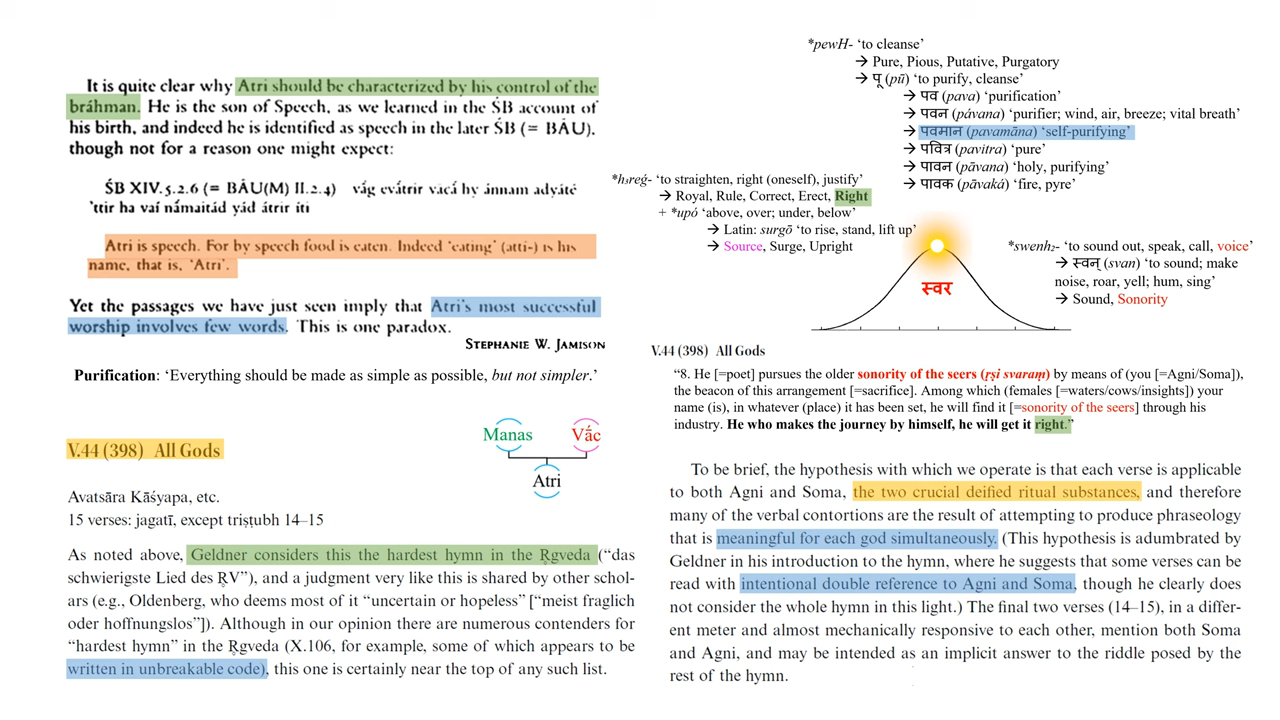 It is quite clear why Atri should be characterized by his control of the
bráhman. He is the son of Speech, as we learned in the ŚB account of
his birth, and indeed he is identified as speech in the later ŚB (= BĀU),
though not for a reason one might expect:
ŚB XIV.5.2.6 (= BĀU(M) II.2.4) vā́g evā́trir vācā́ hy ánnam adyáté
'ttir ha vaí nā́maitád yád átrir íti
Atri is speech. For by speech food is eaten. Indeed 'eating' (atti-) is his
name, that is, 'Atri'.
Yet the passages we have just seen imply that Atri's most successful
worship involves few words. This is one paradox.
STEPHANIE W. JAMISON
Purification: ‘Everything should be made as simple as possible, but not simpler.’
Manas Vā́c
Atri
V.44 (398) All Gods
Avatsāra Kāśyapa, etc.
15 verses: jagatī, except triṣṭubh 14–15
As noted above, Geldner considers this the hardest hymn in the Ṛgveda (“das
schwierigste Lied des ṚV”), and a judgment very like this is shared by other schol-
ars (e.g., Oldenberg, who deems most of it “uncertain or hopeless” [“meist fraglich
oder hoffnungslos”]). Although in our opinion there are numerous contenders for
“hardest hymn” in the Ṛgveda (X.106, for example, some of which appears to be
written in unbreakable code), this one is certainly near the top of any such list.
*pewH- ‘to cleanse’
→ Pure, Pious, Putative, Purgatory
→ पू (pū) ‘to purify, cleanse’
→ पव (pava) ‘purification’
→ पवन (pávana) ‘purifier; wind, air, breeze; vital breath’
→ पवमान (pavamāna) ‘self-purifying’
→ पवित्र (pavitra) ‘pure’
→ पावन (pāvana) ‘holy, purifying’
→ पावक (pāvaká) ‘fire, pyre’
*h₃reǵ- ‘to straighten, right (oneself), justify’
→ Royal, Rule, Correct, Erect, Right
+ *upó ‘above, over; under, below’
→ Latin: surgō ‘to rise, stand, lift up’
→ Source, Surge, Upright
स्वर
*swenh₂- ‘to sound out, speak, call, voice’
→ स्वन् (svan) ‘to sound; make
noise, roar, yell; hum, sing’
→ Sound, Sonority
V.44 (398) All Gods
“8. He [=poet] pursues the older sonority of the seers (ṛṣi svaraṃ) by means of (you [=Agni/Soma]),
the beacon of this arrangement [=sacrifice]. Among which (females [=waters/cows/insights]) your
name (is), in whatever (place) it has been set, he will find it [=sonority of the seers] through his
industry. He who makes the journey by himself, he will get it right.”
To be brief, the hypothesis with which we operate is that each verse is applicable
to both Agni and Soma, the two crucial deified ritual substances, and therefore
many of the verbal contortions are the result of attempting to produce phraseology
that is meaningful for each god simultaneously. (This hypothesis is adumbrated by
Geldner in his introduction to the hymn, where he suggests that some verses can be
read with intentional double reference to Agni and Soma, though he clearly does
not consider the whole hymn in this light.) The final two verses (14–15), in a differ-
ent meter and almost mechanically responsive to each other, mention both Soma
and Agni, and may be intended as an implicit answer to the riddle posed by the
rest of the hymn.